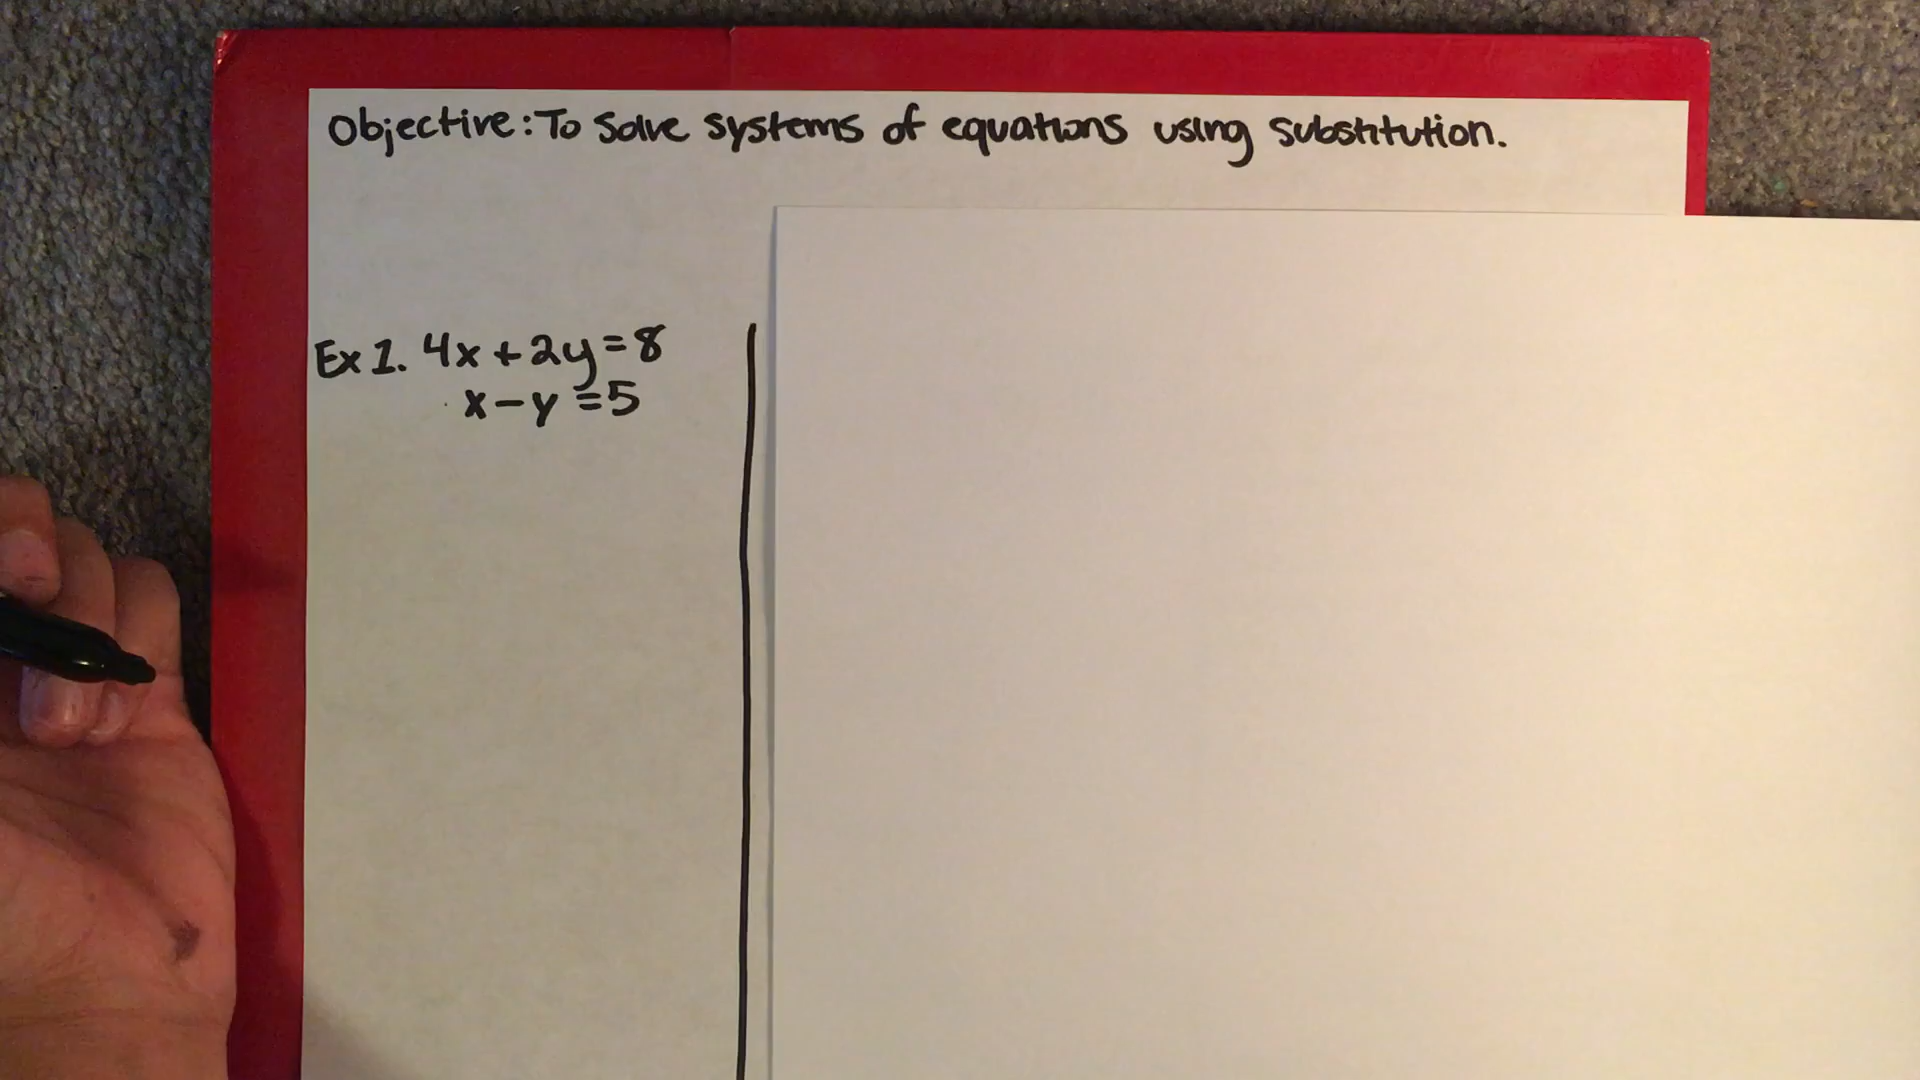 Objective: To solve systems of equations using substitution.
Ex 1. 4x + 2y = 8
x - y = 5